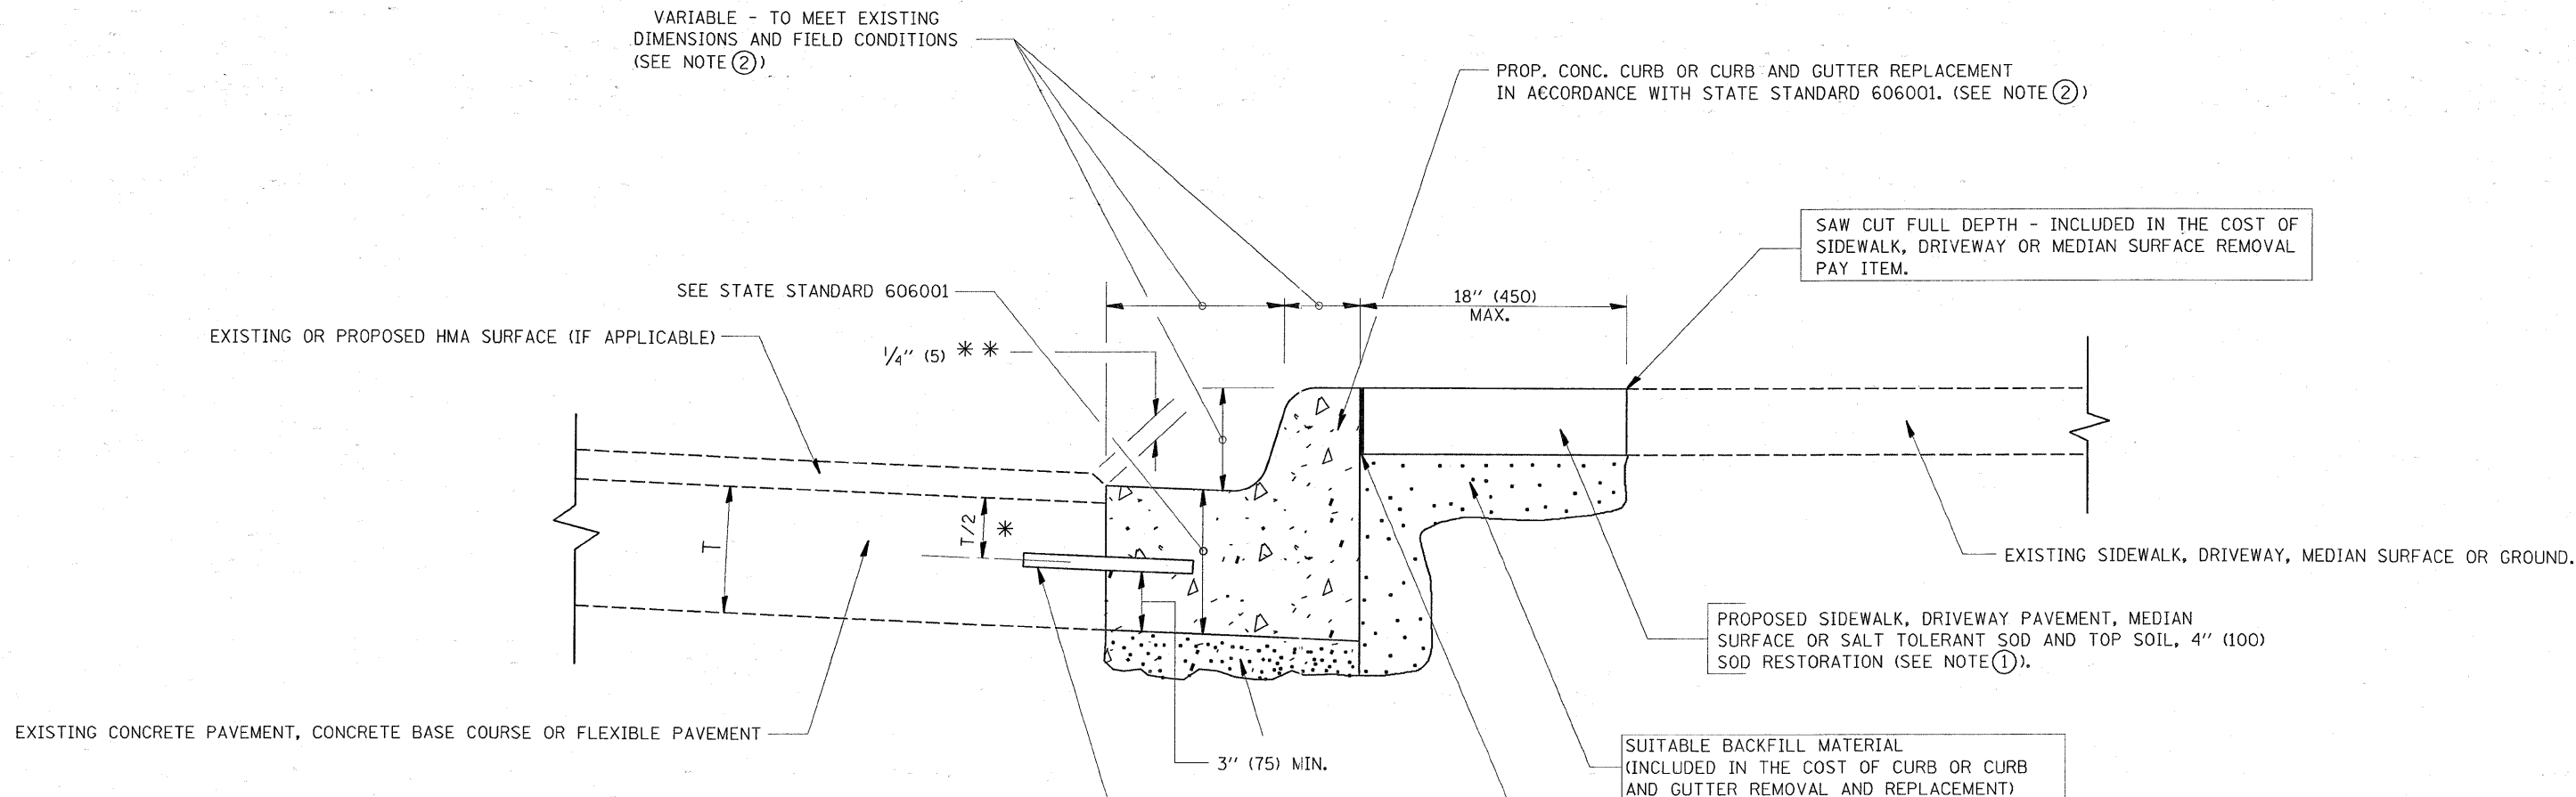 VARIABLE - TO MEET EXISTING
DIMENSIONS AND FIELD CONDITIONS
(SEE NOTE ②)
PROP. CONC. CURB OR CURB AND GUTTER REPLACEMENT
IN ACCORDANCE WITH STATE STANDARD 606001. (SEE NOTE ②)
SAW CUT FULL DEPTH - INCLUDED IN THE COST OF
SIDEWALK, DRIVEWAY OR MEDIAN SURFACE REMOVAL
PAY ITEM.
SEE STATE STANDARD 606001
18" (450)
MAX.
EXISTING OR PROPOSED HMA SURFACE (IF APPLICABLE)
1/4" (5) * *
T
T/2 *
EXISTING SIDEWALK, DRIVEWAY, MEDIAN SURFACE OR GROUND.
PROPOSED SIDEWALK, DRIVEWAY PAVEMENT, MEDIAN
SURFACE OR SALT TOLERANT SOD AND TOP SOIL, 4" (100)
SOD RESTORATION (SEE NOTE ①).
EXISTING CONCRETE PAVEMENT, CONCRETE BASE COURSE OR FLEXIBLE PAVEMENT
3" (75) MIN.
SUITABLE BACKFILL MATERIAL
(INCLUDED IN THE COST OF CURB OR CURB
AND GUTTER REMOVAL AND REPLACEMENT)